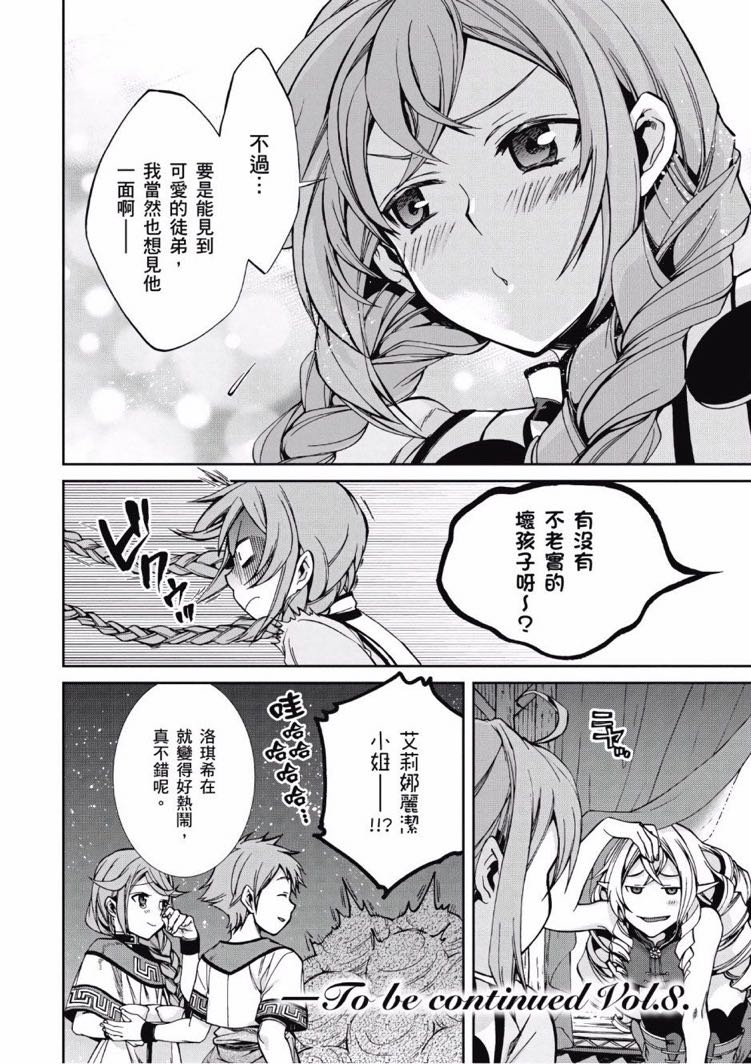 不過…
要是能見到
可愛的徒弟，
我當然也想見他
一面啊——
有沒有
不老實的
壞孩子呀～？
ビクウッ
ニヤ…
艾莉娜麗潔
小姐——
!!?
哇哈哈哈哈哈…
洛琪希在
就變得好熱鬧，
真不錯呢。
—To be continued Vol.8.